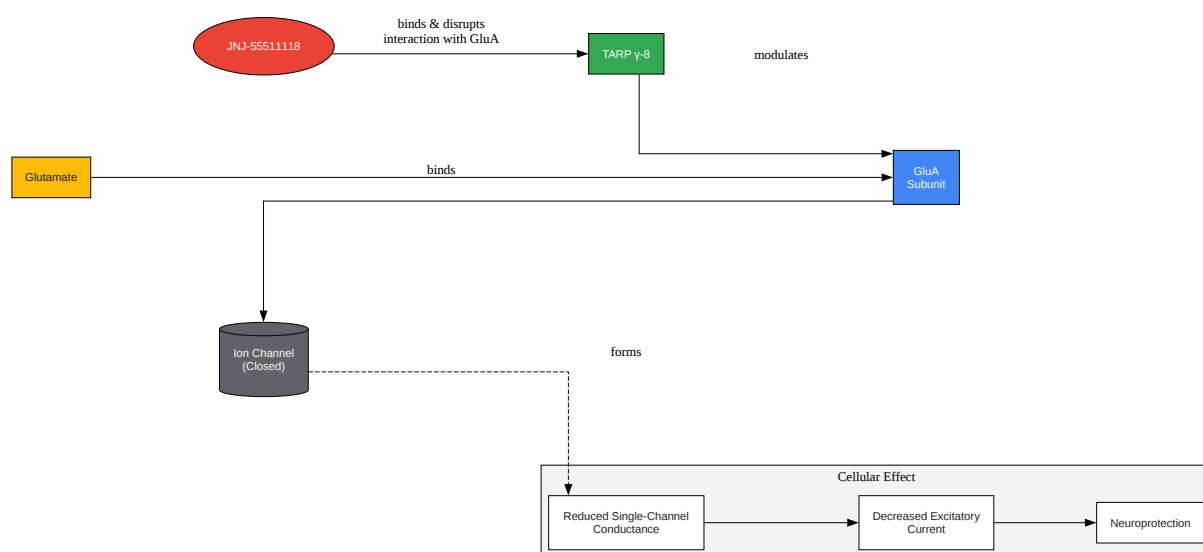 binds & disrupts
interaction with GluA
JNJ-55511118
TARP γ-8
modulates
Glutamate
binds
GluA
Subunit
Ion Channel
(Closed)
forms
Cellular Effect
Reduced Single-Channel
Conductance
Decreased Excitatory
Current
Neuroprotection